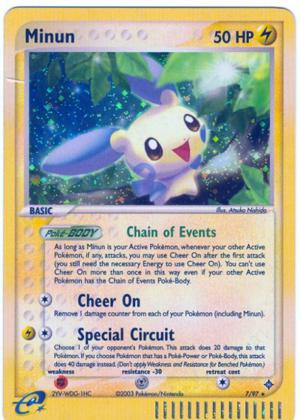 Minun 50 HP
BASIC Illus. Atsuko Nishida
Poké-BODY Chain of Events
As long as Minun is your Active Pokémon, whenever your other Active
Pokémon, if any, attacks, you may use Cheer On after the first attack
(you still need the necessary Energy to use Cheer On). You can't use
Cheer On more than once in this way even if your other Active
Pokémon has the Chain of Events Poké-Body.
Cheer On
Remove 1 damage counter from each of your Pokémon (including Minun).
Special Circuit
Choose 1 of your opponent's Pokémon. This attack does 20 damage to that
Pokémon. If you choose Pokémon that has a Poké-Power or Poké-Body, this attack
does 40 damage instead. (Don't apply Weakness and Resistance for Benched Pokémon.)
weakness resistance -30 retreat cost
2YV-WDG-1HC ©2003 Pokémon/Nintendo 7/97
e